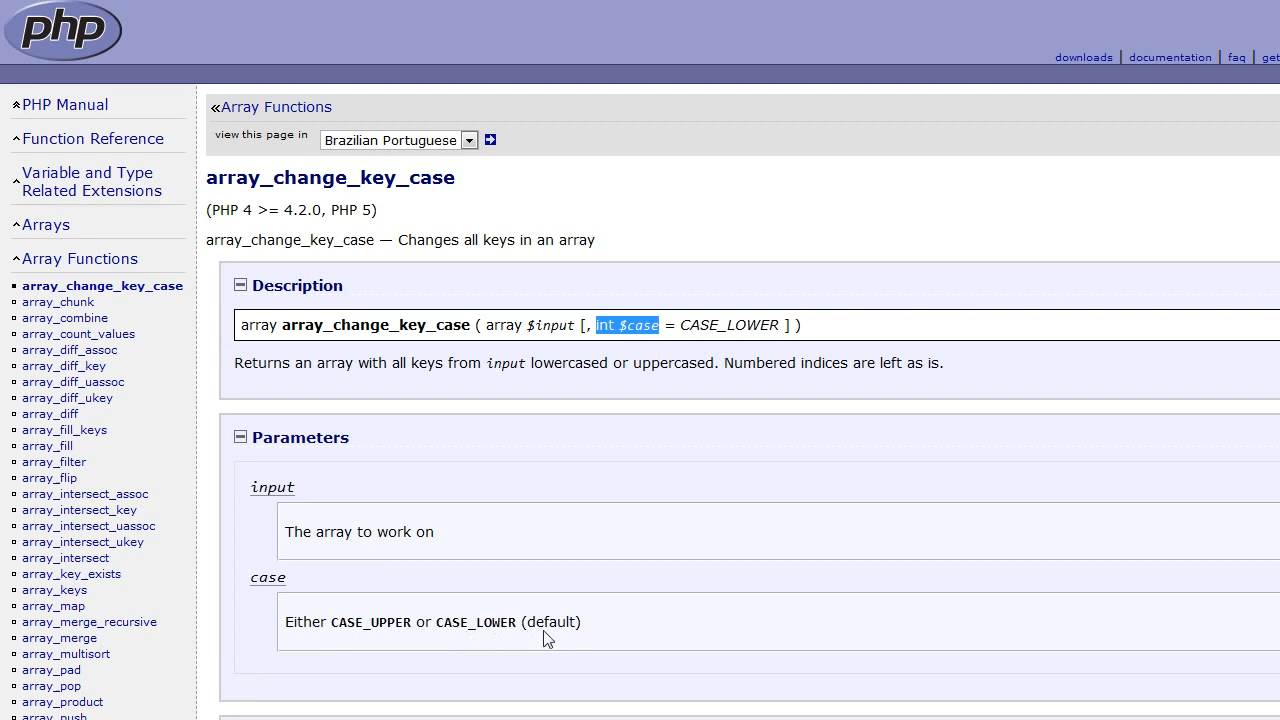 php
downloads | documentation | faq | get
PHP Manual
Function Reference
Variable and Type
Related Extensions
Arrays
Array Functions
array_change_key_case
array_chunk
array_combine
array_count_values
array_diff_assoc
array_diff_key
array_diff_uassoc
array_diff_ukey
array_diff
array_fill_keys
array_fill
array_filter
array_flip
array_intersect_assoc
array_intersect_key
array_intersect_uassoc
array_intersect_ukey
array_intersect
array_key_exists
array_keys
array_map
array_merge_recursive
array_merge
array_multisort
array_pad
array_pop
array_product
array_push
«Array Functions
view this page in Brazilian Portuguese
array_change_key_case
(PHP 4 >= 4.2.0, PHP 5)
array_change_key_case — Changes all keys in an array
Description
array array_change_key_case ( array $input [, int $case = CASE_LOWER ] )
Returns an array with all keys from input lowercased or uppercased. Numbered indices are left as is.
Parameters
input
The array to work on
case
Either CASE_UPPER or CASE_LOWER (default)